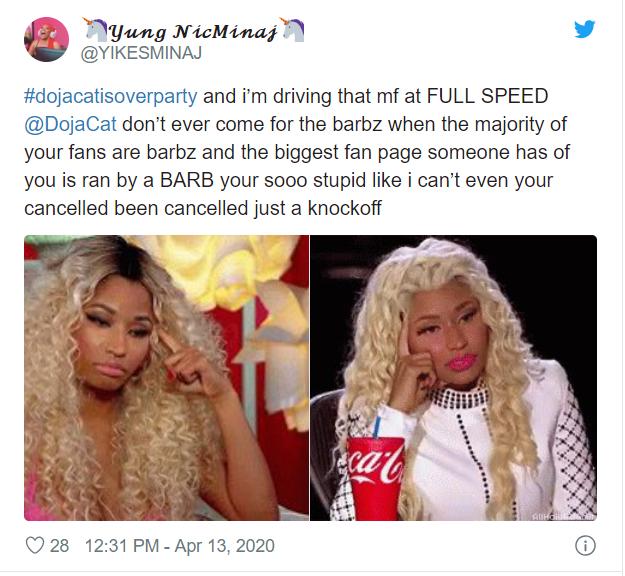 🦄Yung NicMinaj🦄
@YIKESMINAJ
#dojacatisoverparty and i’m driving that mf at FULL SPEED
@DojaCat don’t ever come for the barbz when the majority of
your fans are barbz and the biggest fan page someone has of
you is ran by a BARB your sooo stupid like i can’t even your
cancelled been cancelled just a knockoff
28 12:31 PM - Apr 13, 2020